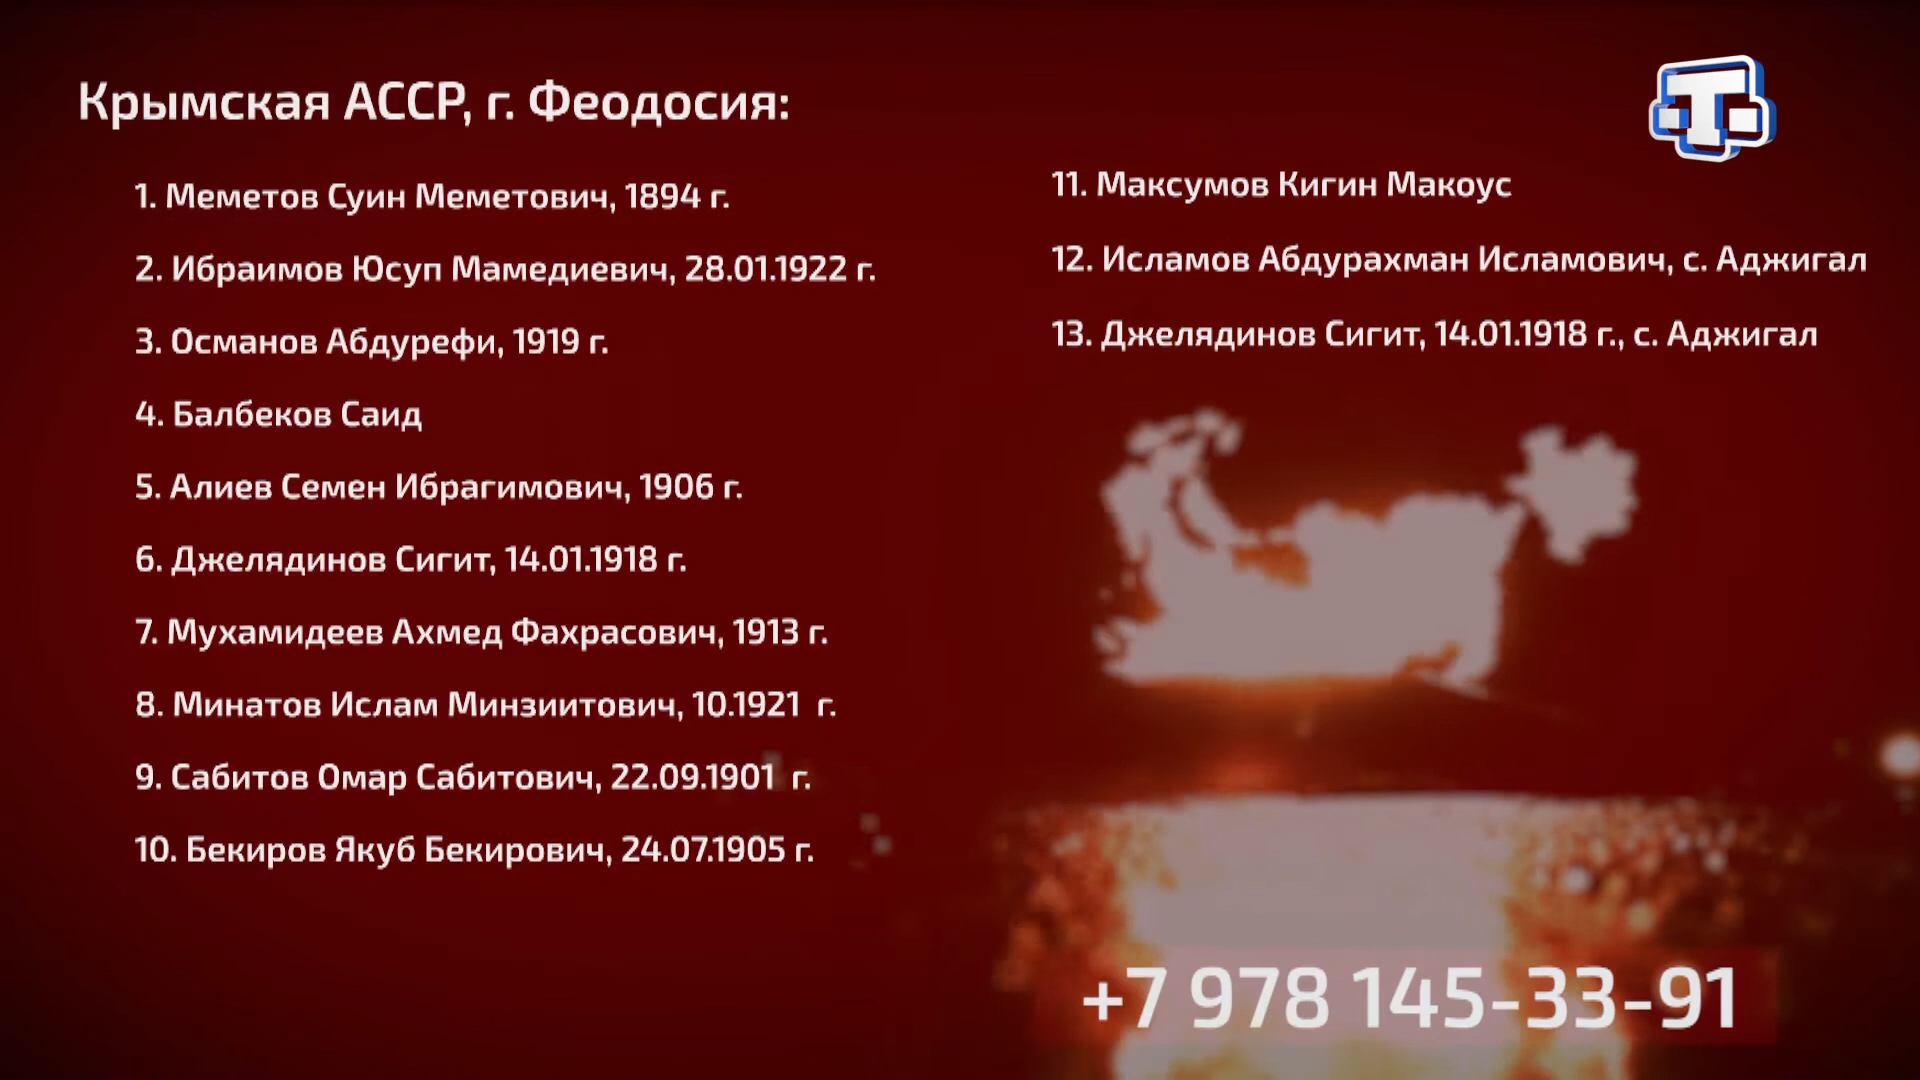 Крымская АССР, г. Феодосия:
1. Меметов Суин Меметович, 1894 г.
2. Ибраимов Юсуп Мамедиевич, 28.01.1922 г.
3. Османов Абдурефи, 1919 г.
4. Балбеков Саид
5. Алиев Семен Ибрагимович, 1906 г.
6. Джелядинов Сигит, 14.01.1918 г.
7. Мухамидеев Ахмед Фахрасович, 1913 г.
8. Минатов Ислам Минзиитович, 10.1921 г.
9. Сабитов Омар Сабитович, 22.09.1901 г.
10. Бекиров Якуб Бекирович, 24.07.1905 г.
11. Максумов Кигин Макоус
12. Исламов Абдурахман Исламович, с. Аджигал
13. Джелядинов Сигит, 14.01.1918 г., с. Аджигал
Т
+7 978 145-33-91